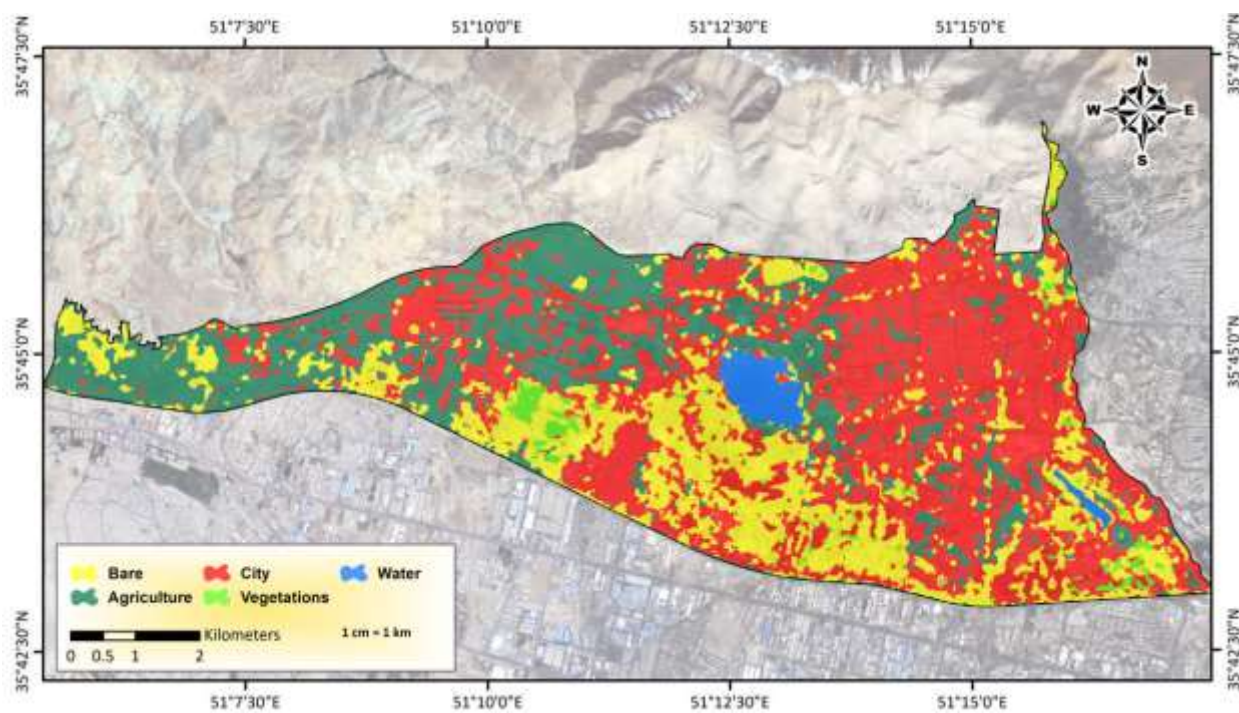 51°7'30"E 51°10'0"E 51°12'30"E 51°15'0"E
35°47'30"N 35°47'30"N
N
W E
S
35°45'0"N 35°45'0"N
Bare City Water
Agriculture Vegetations
Kilometers 1 cm = 1 km
0 0.5 1 2
35°42'30"N 35°42'30"N
51°7'30"E 51°10'0"E 51°12'30"E 51°15'0"E